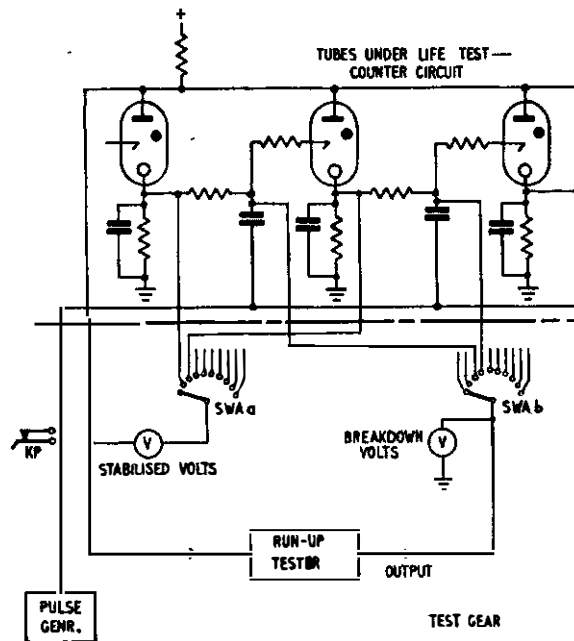 +
TUBES UNDER LIFE TEST—
COUNTER CIRCUIT
SWA a
SWA b
KP
V
STABILISED VOLTS
BREAKDOWN
VOLTS
V
RUN-UP
TESTER
OUTPUT
PULSE
GENR.
TEST GEAR